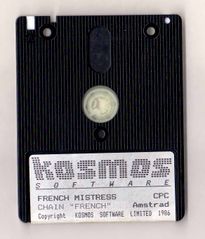 kosmos
SOFTWARE
FRENCH MISTRESS CPC
CHAIN "FRENCH" Amstrad
Copyright KOSMOS SOFTWARE LIMITED 1986